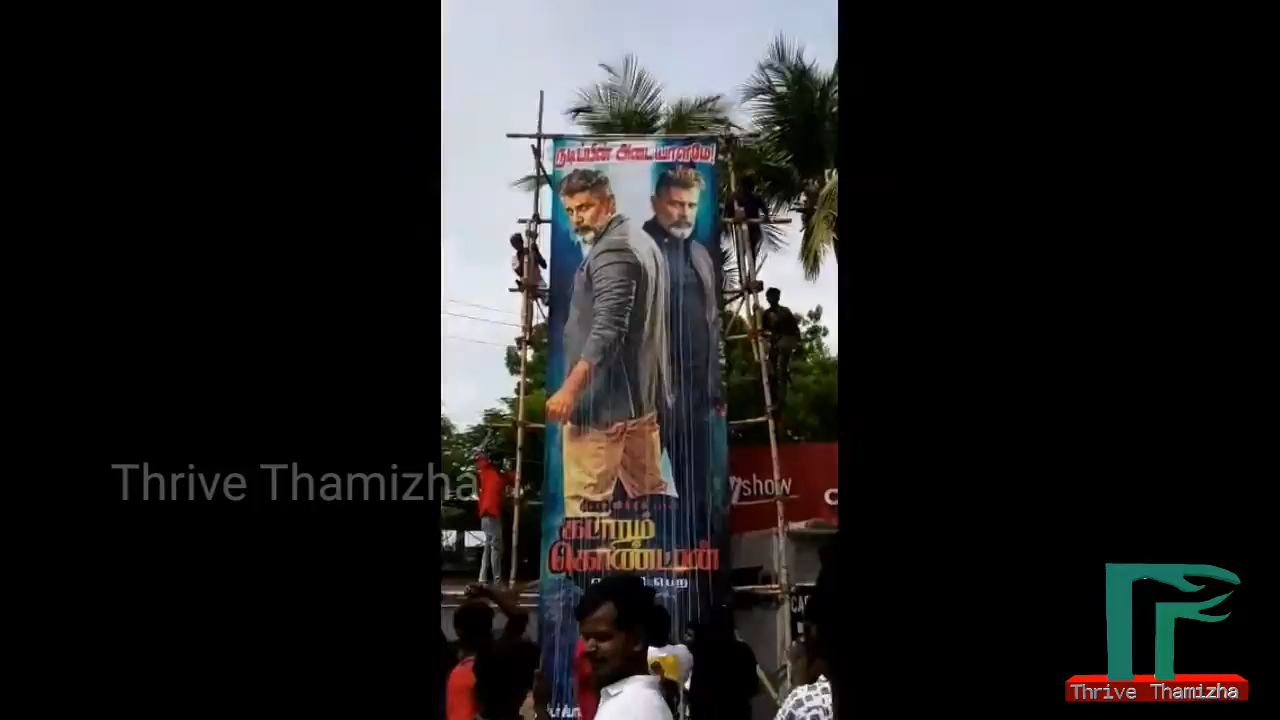 நடிப்பின் அடையாளமே!
கடாரம்
கொண்டான்
show
Thrive Thamizha
Thrive Thamizha